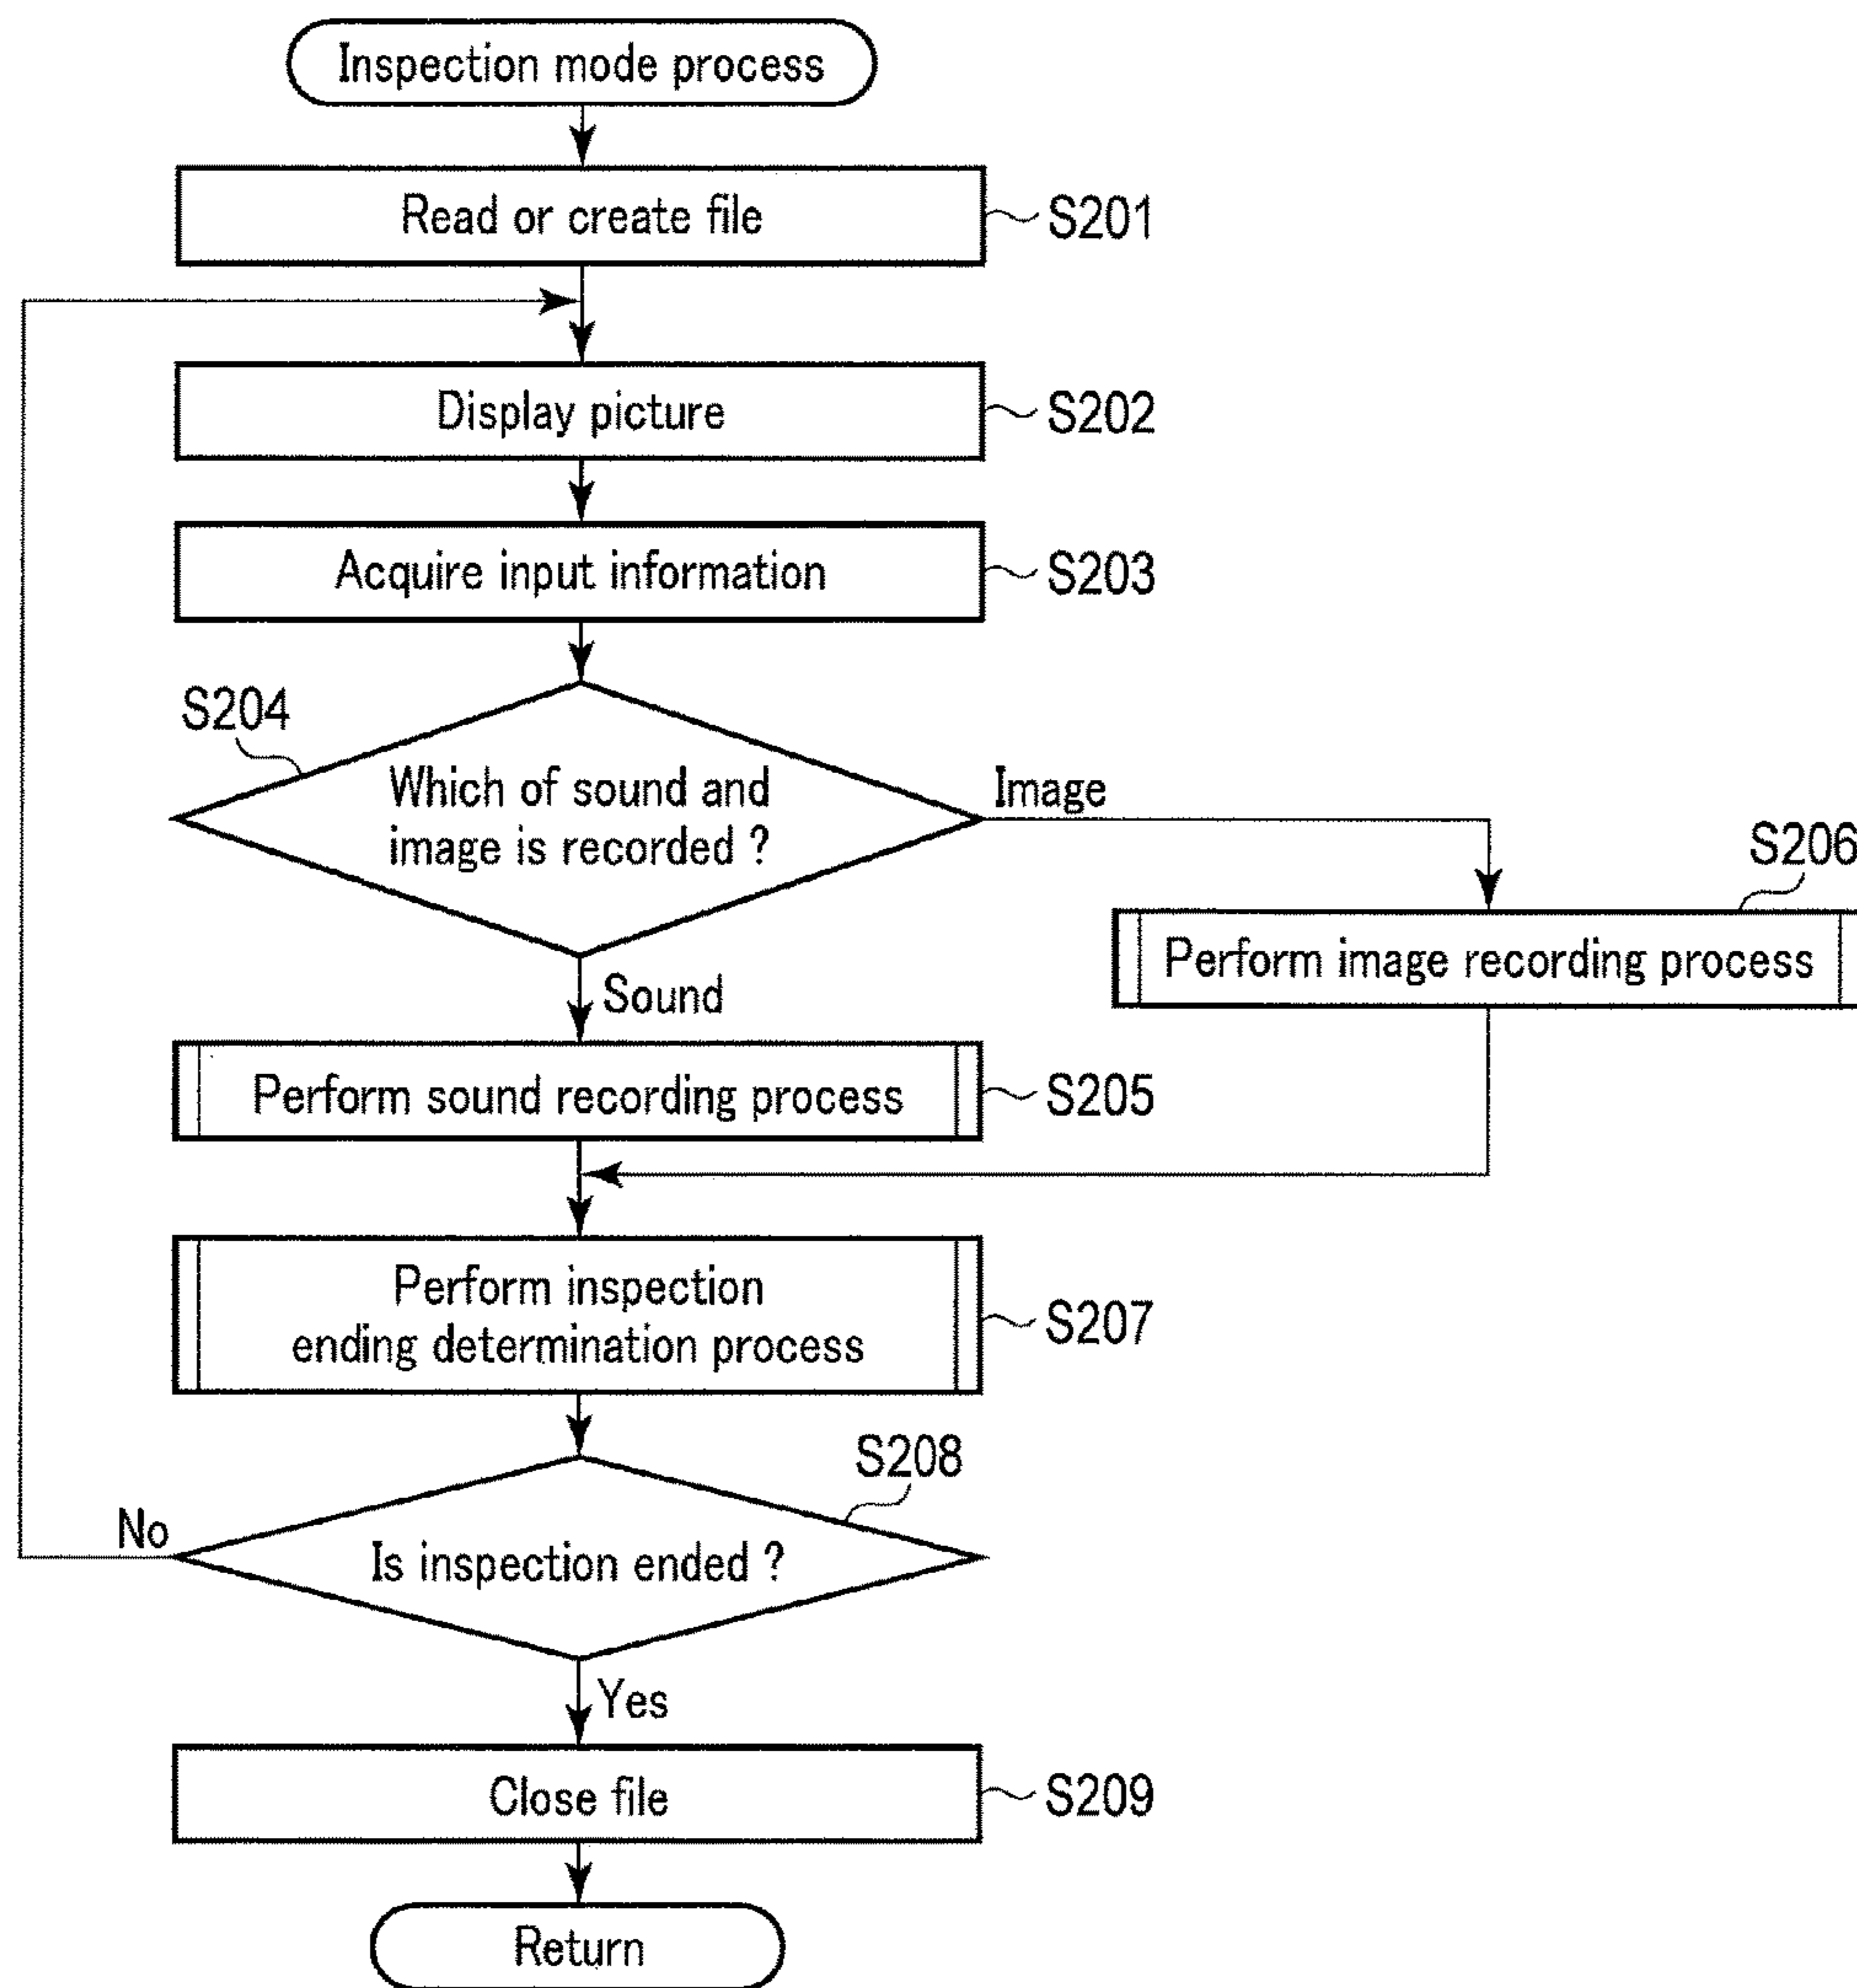 Inspection mode process
Read or create file
S201
Display picture
S202
Acquire input information
S203
S204
Which of sound and
image is recorded ?
Image
S206
Perform image recording process
Sound
Perform sound recording process
S205
Perform inspection
ending determination process
S207
S208
No
Is inspection ended ?
Yes
Close file
S209
Return